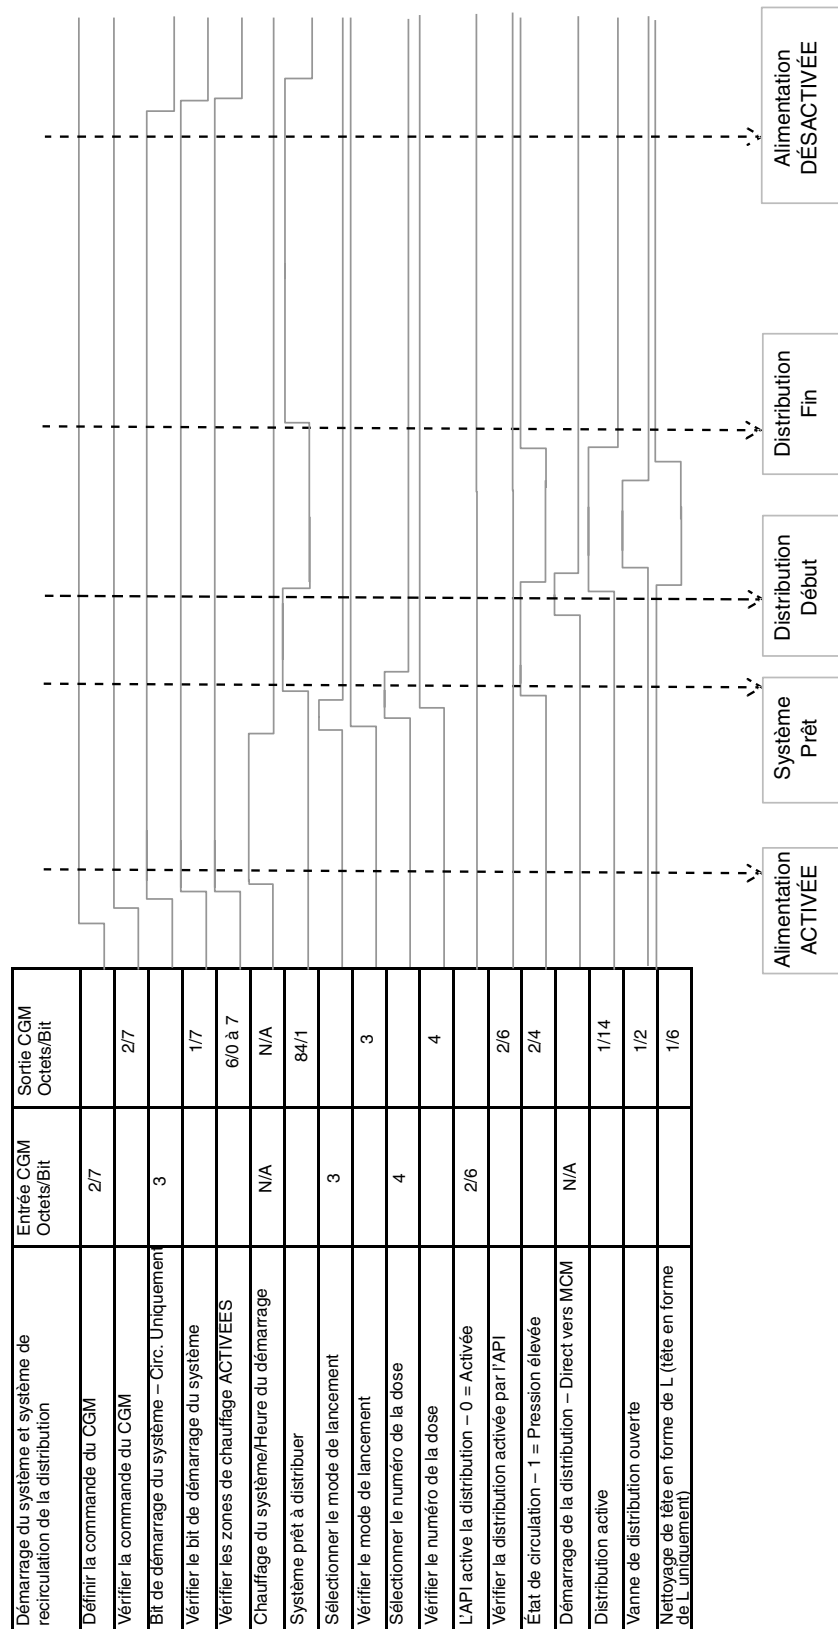 Démarrage du système et système de
recirculation de la distribution
Entrée CGM
Octets/Bit
Sortie CGM
Octets/Bit
Définir la commande du CGM
2/7
Vérifier la commande du CGM
2/7
Bit de démarrage du système – Circ. Uniquement
3
Vérifier le bit de démarrage du système
1/7
Vérifier les zones de chauffage ACTIVÉES
6/0 à 7
Chauffage du système/Heure du démarrage
N/A
N/A
Système prêt à distribuer
84/1
Sélectionner le mode de lancement
3
Vérifier le mode de lancement
3
Sélectionner le numéro de la dose
4
Vérifier le numéro de la dose
4
L'API active la distribution – 0 = Activée
2/6
Vérifier la distribution activée par l'API
2/6
État de circulation – 1 = Pression élevée
2/4
Démarrage de la distribution – Direct vers MCM
N/A
Distribution active
1/14
Vanne de distribution ouverte
1/2
Nettoyage de tête en forme de L (tête en forme
de L uniquement)
1/6
Alimentation
ACTIVÉE
Système
Prêt
Distribution
Début
Distribution
Fin
Alimentation
DÉSACTIVÉE